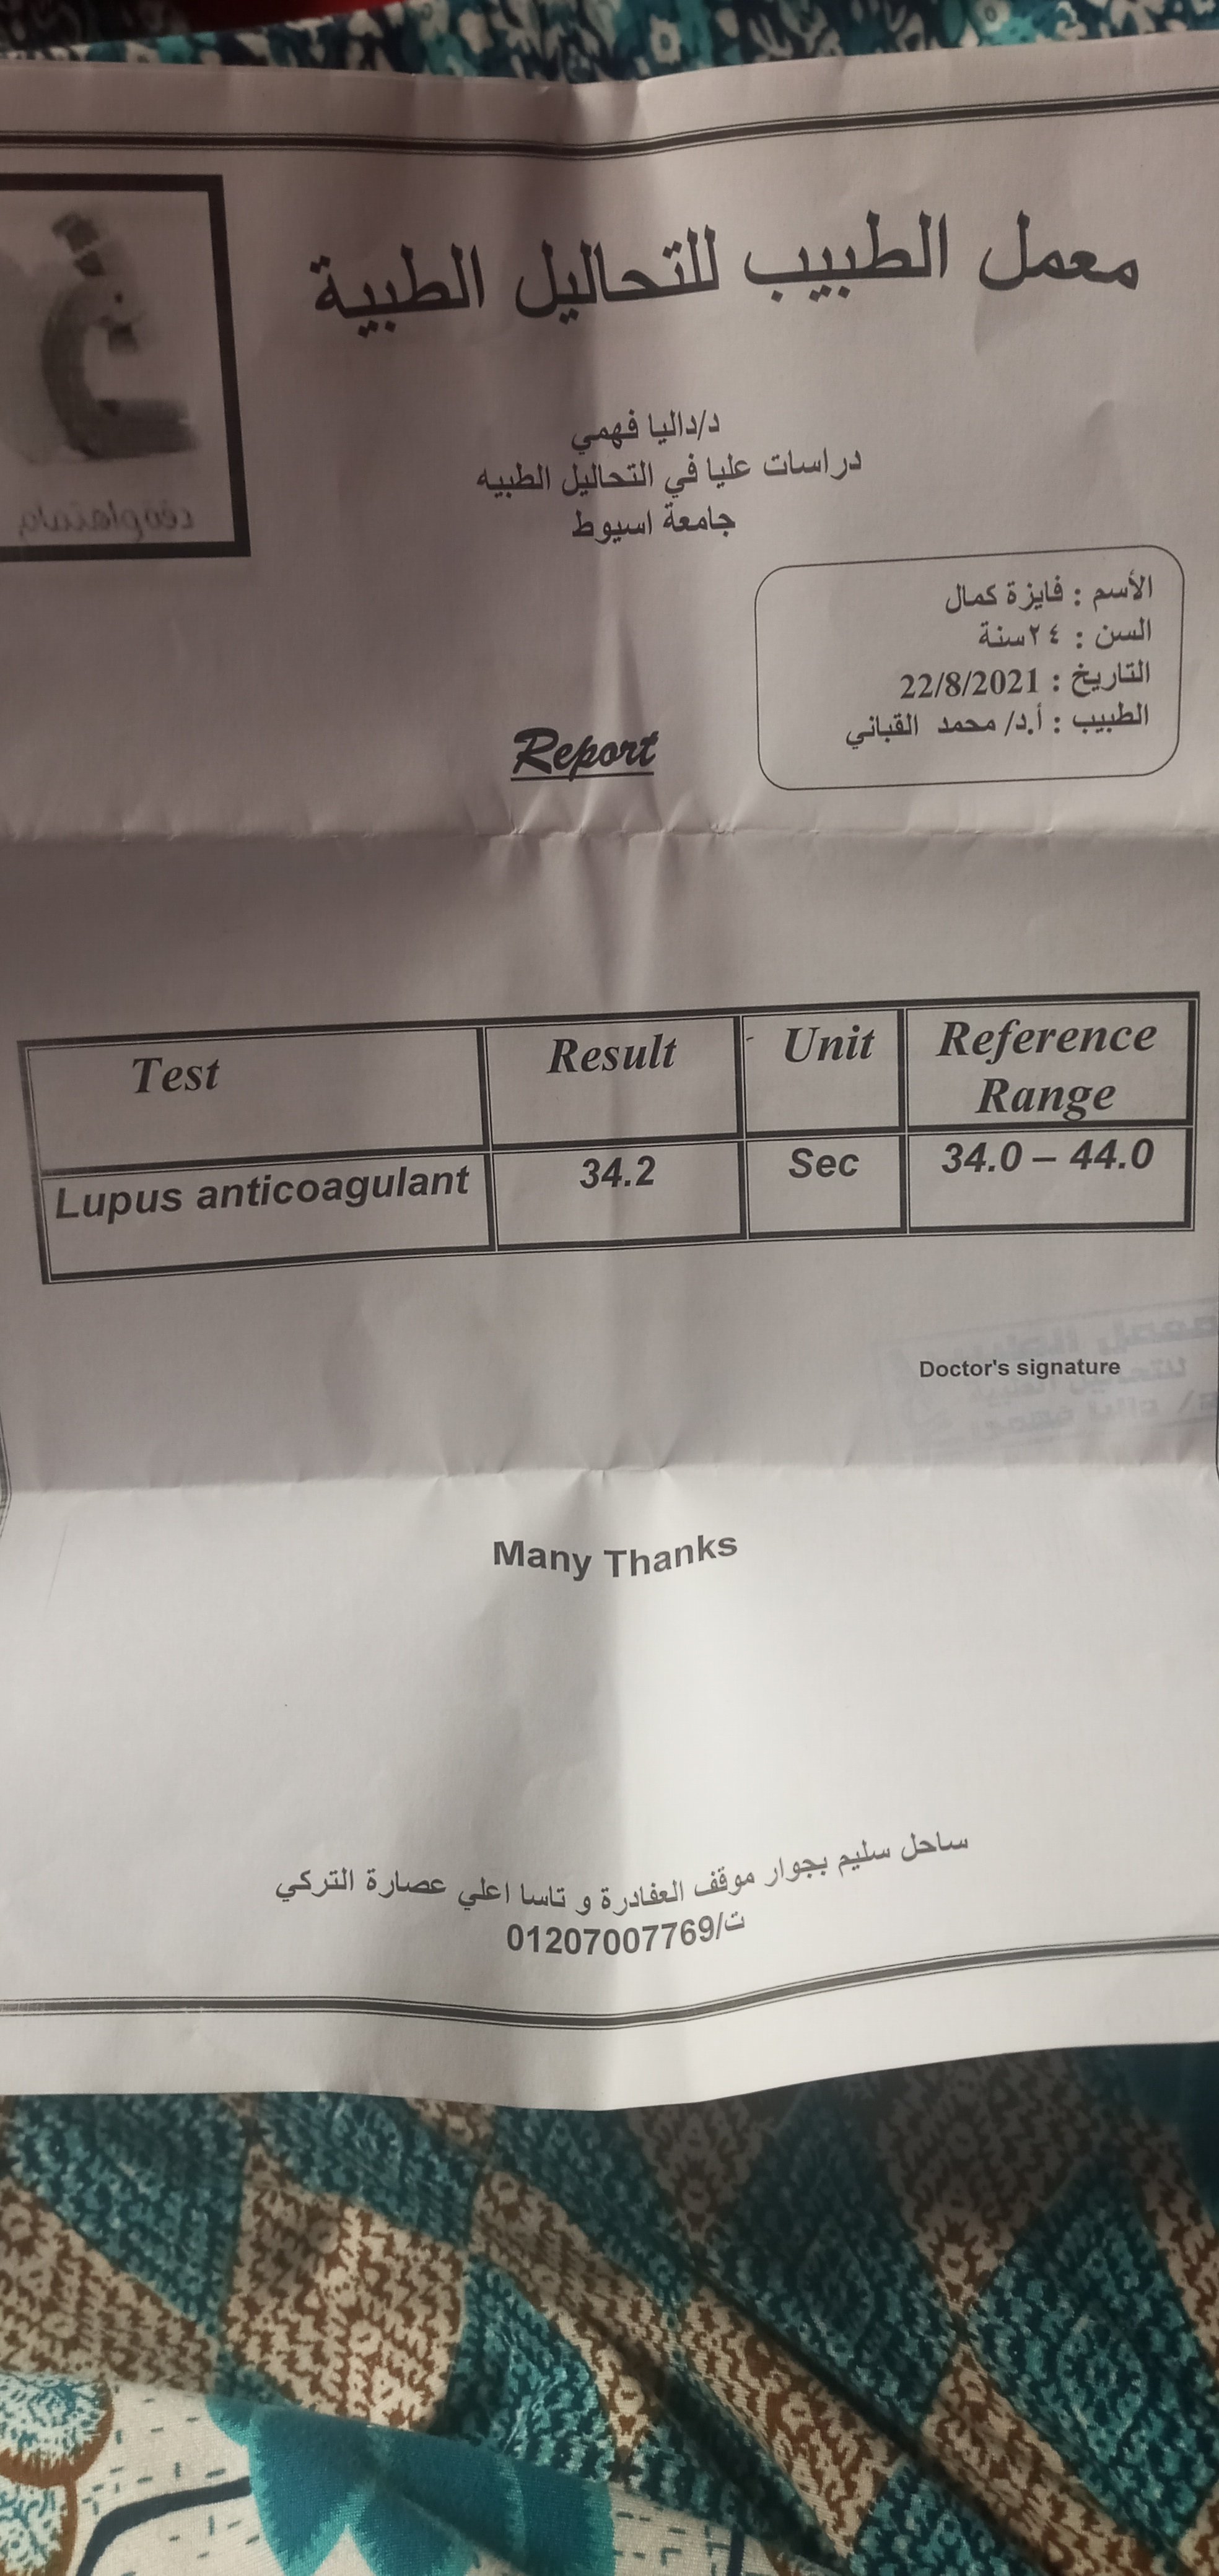 معمل الطبيب للتحاليل الطبية
د/داليا فهمي
دراسات عليا في التحاليل الطبيه
جامعة اسيوط
الأسم : فايزة كمال
السن : ٢٤سنة
التاريخ : 22/8/2021
الطبيب : أ.د/ محمد القباني
Report
Test Result Unit Reference Range
Lupus anticoagulant 34.2 Sec 34.0 – 44.0
Doctor's signature
Many Thanks
ساحل سليم بجوار موقف العفادرة و تاسا اعلي عصارة التركي
ت/01207007769